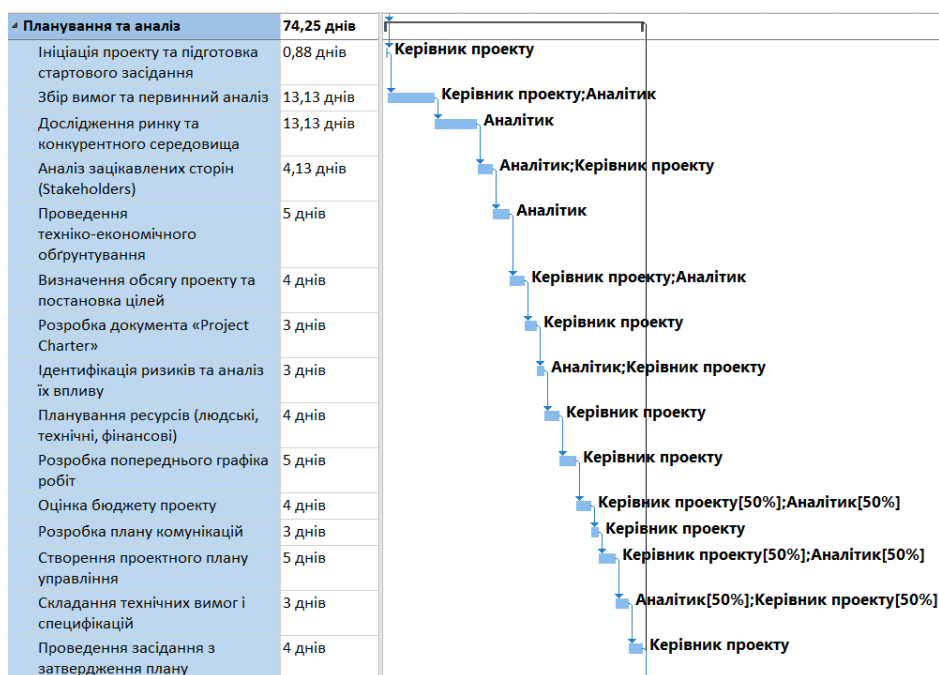 Планування та аналіз 74,25 днів
Ініціація проекту та підготовка 0,88 днів Керівник проекту
стартового засідання
Збір вимог та первинний аналіз 13,13 днів Керівник проекту;Аналітик
Дослідження ринку та 13,13 днів Аналітик
конкурентного середовища
Аналіз зацікавлених сторін 4,13 днів Аналітик;Керівник проекту
(Stakeholders)
Проведення 5 днів Аналітик
техніко-економічного
обґрунтування
Визначення обсягу проекту та 4 днів Керівник проекту;Аналітик
постановка цілей
Розробка документа «Project 3 днів Керівник проекту
Charter»
Ідентифікація ризиків та аналіз 3 днів Аналітик;Керівник проекту
їх впливу
Планування ресурсів (людські, 4 днів Керівник проекту
технічні, фінансові)
Розробка попереднього графіка 5 днів Керівник проекту
робіт
Оцінка бюджету проекту 4 днів Керівник проекту[50%];Аналітик[50%]
Розробка плану комунікацій 3 днів Керівник проекту
Створення проектного плану 5 днів Керівник проекту[50%];Аналітик[50%]
управління
Складання технічних вимог і 3 днів Аналітик[50%];Керівник проекту[50%]
специфікацій
Проведення засідання з 4 днів Керівник проекту
затвердження плану